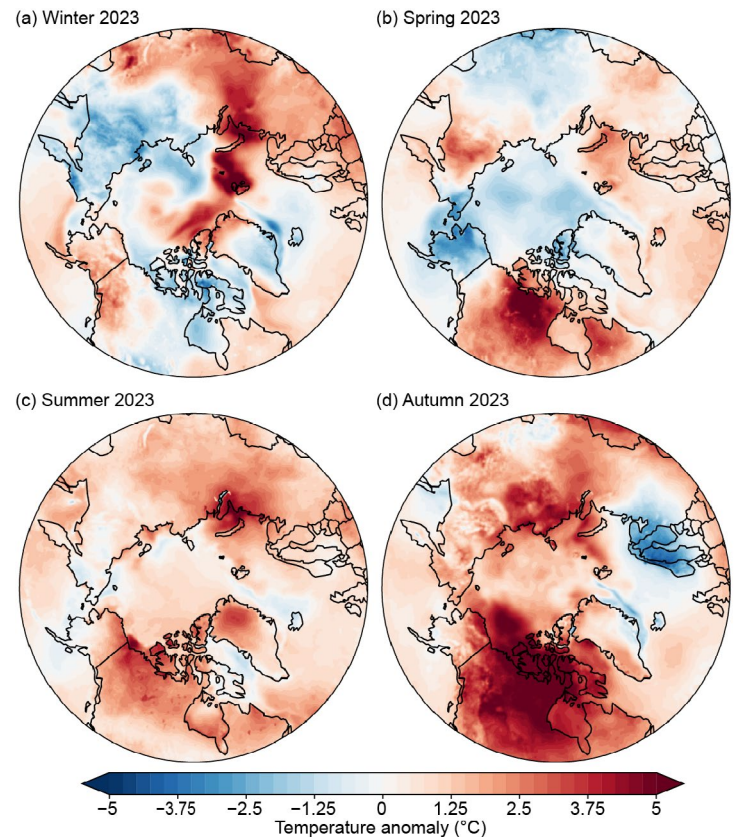 (a) Winter 2023
(b) Spring 2023
(c) Summer 2023
(d) Autumn 2023
−5 −3.75 −2.5 −1.25 0 1.25 2.5 3.75 5
Temperature anomaly (°C)